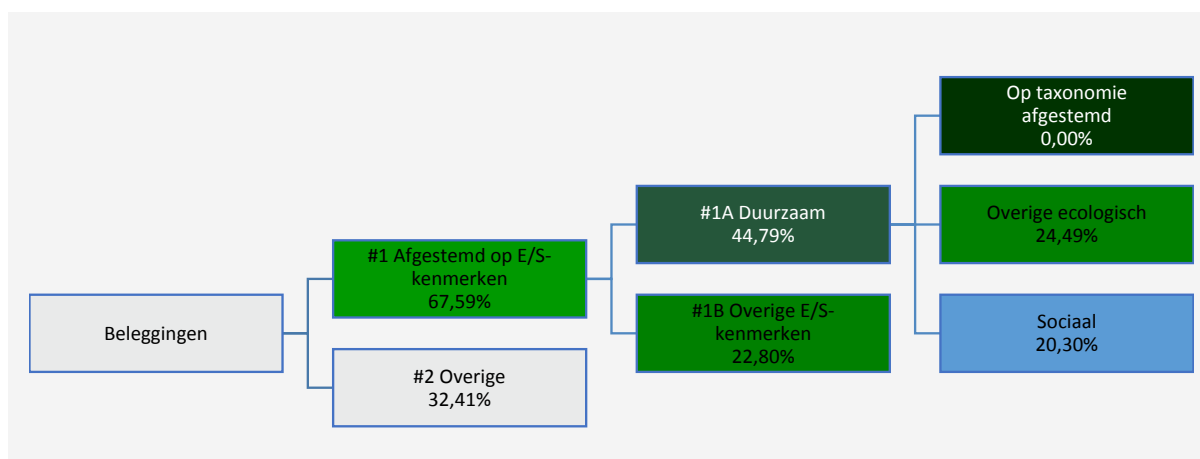 Beleggingen
#1 Afgestemd op E/S-
kenmerken
67,59%
#2 Overige
32,41%
#1A Duurzaam
44,79%
#1B Overige E/S-
kenmerken
22,80%
Op taxonomie
afgestemd
0,00%
Overige ecologisch
24,49%
Sociaal
20,30%